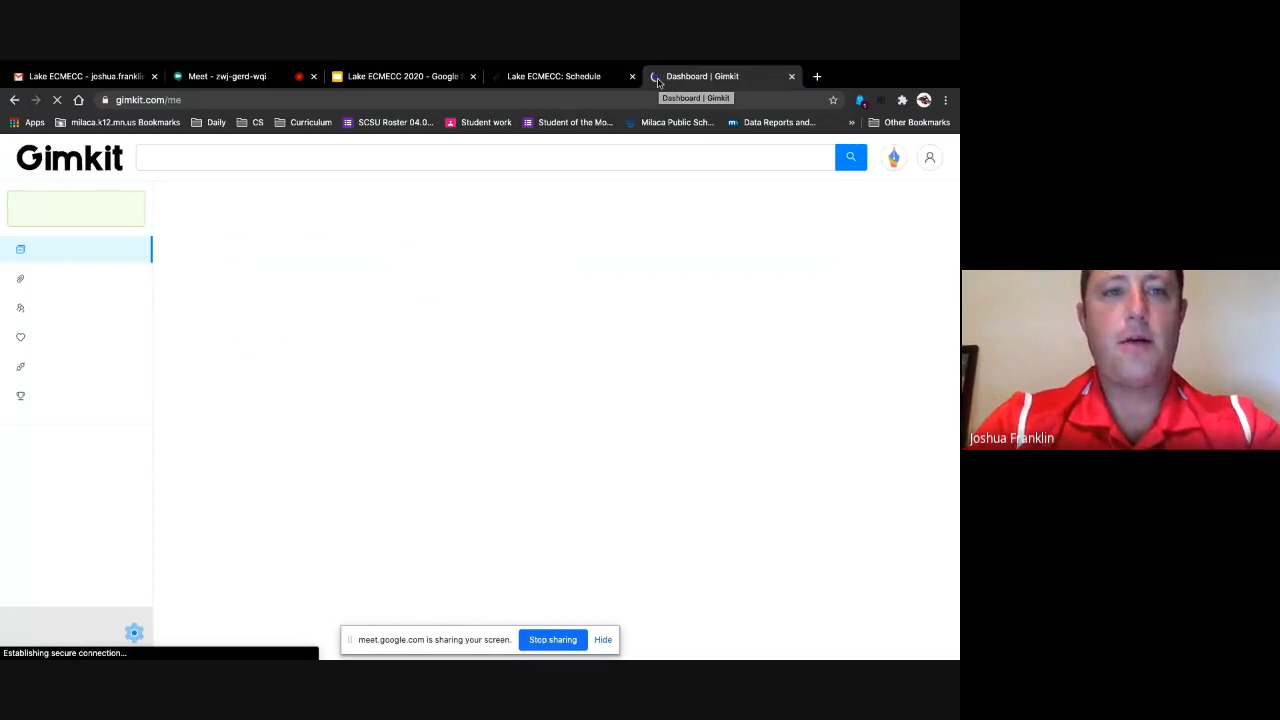 Lake ECMECC - joshua.franklin
Meet - zwj-gerd-wqi
Lake ECMECC 2020 - Google
Lake ECMECC: Schedule
Dashboard | Gimkit
gimkit.com/me
Dashboard | Gimkit
Apps
milaca.k12.mn.us Bookmarks
Daily
CS
Curriculum
SCSU Roster 04.0...
Student work
Student of the Mo...
Milaca Public Sch...
Data Reports and...
»
Other Bookmarks
Gimkit
Joshua Franklin
meet.google.com is sharing your screen.
Stop sharing
Hide
Establishing secure connection...